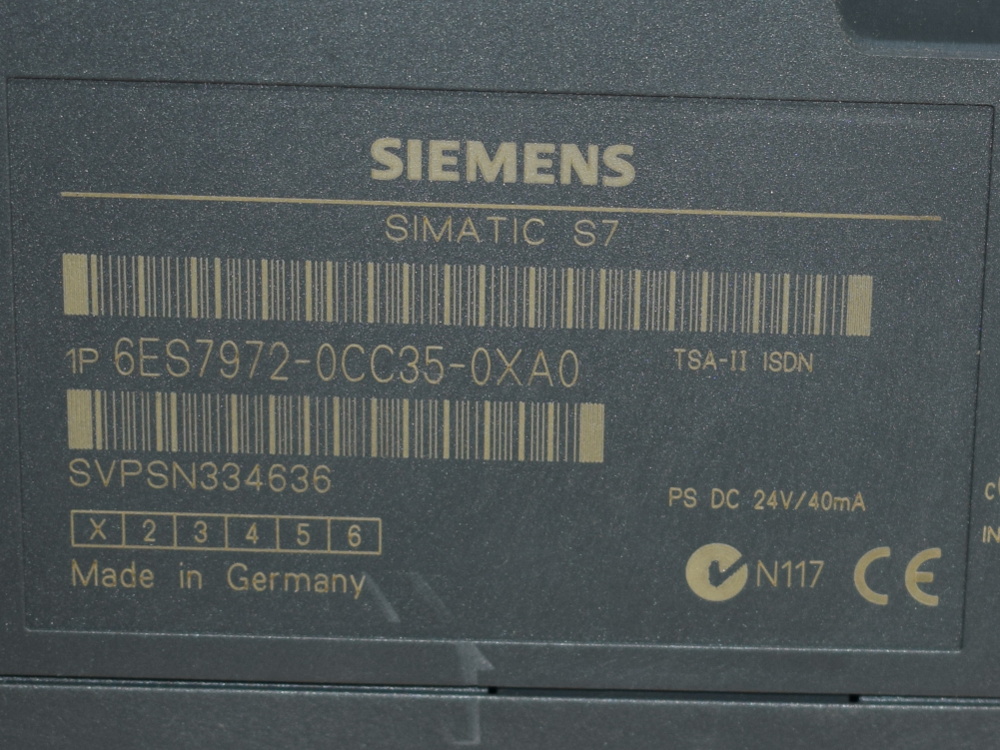 SIEMENS
SIMATIC S7
1P 6ES7972-0CC35-0XA0
TSA-II ISDN
SVPSN334636
PS DC 24V/40mA
X 2 3 4 5 6
N117 CE
Made in Germany